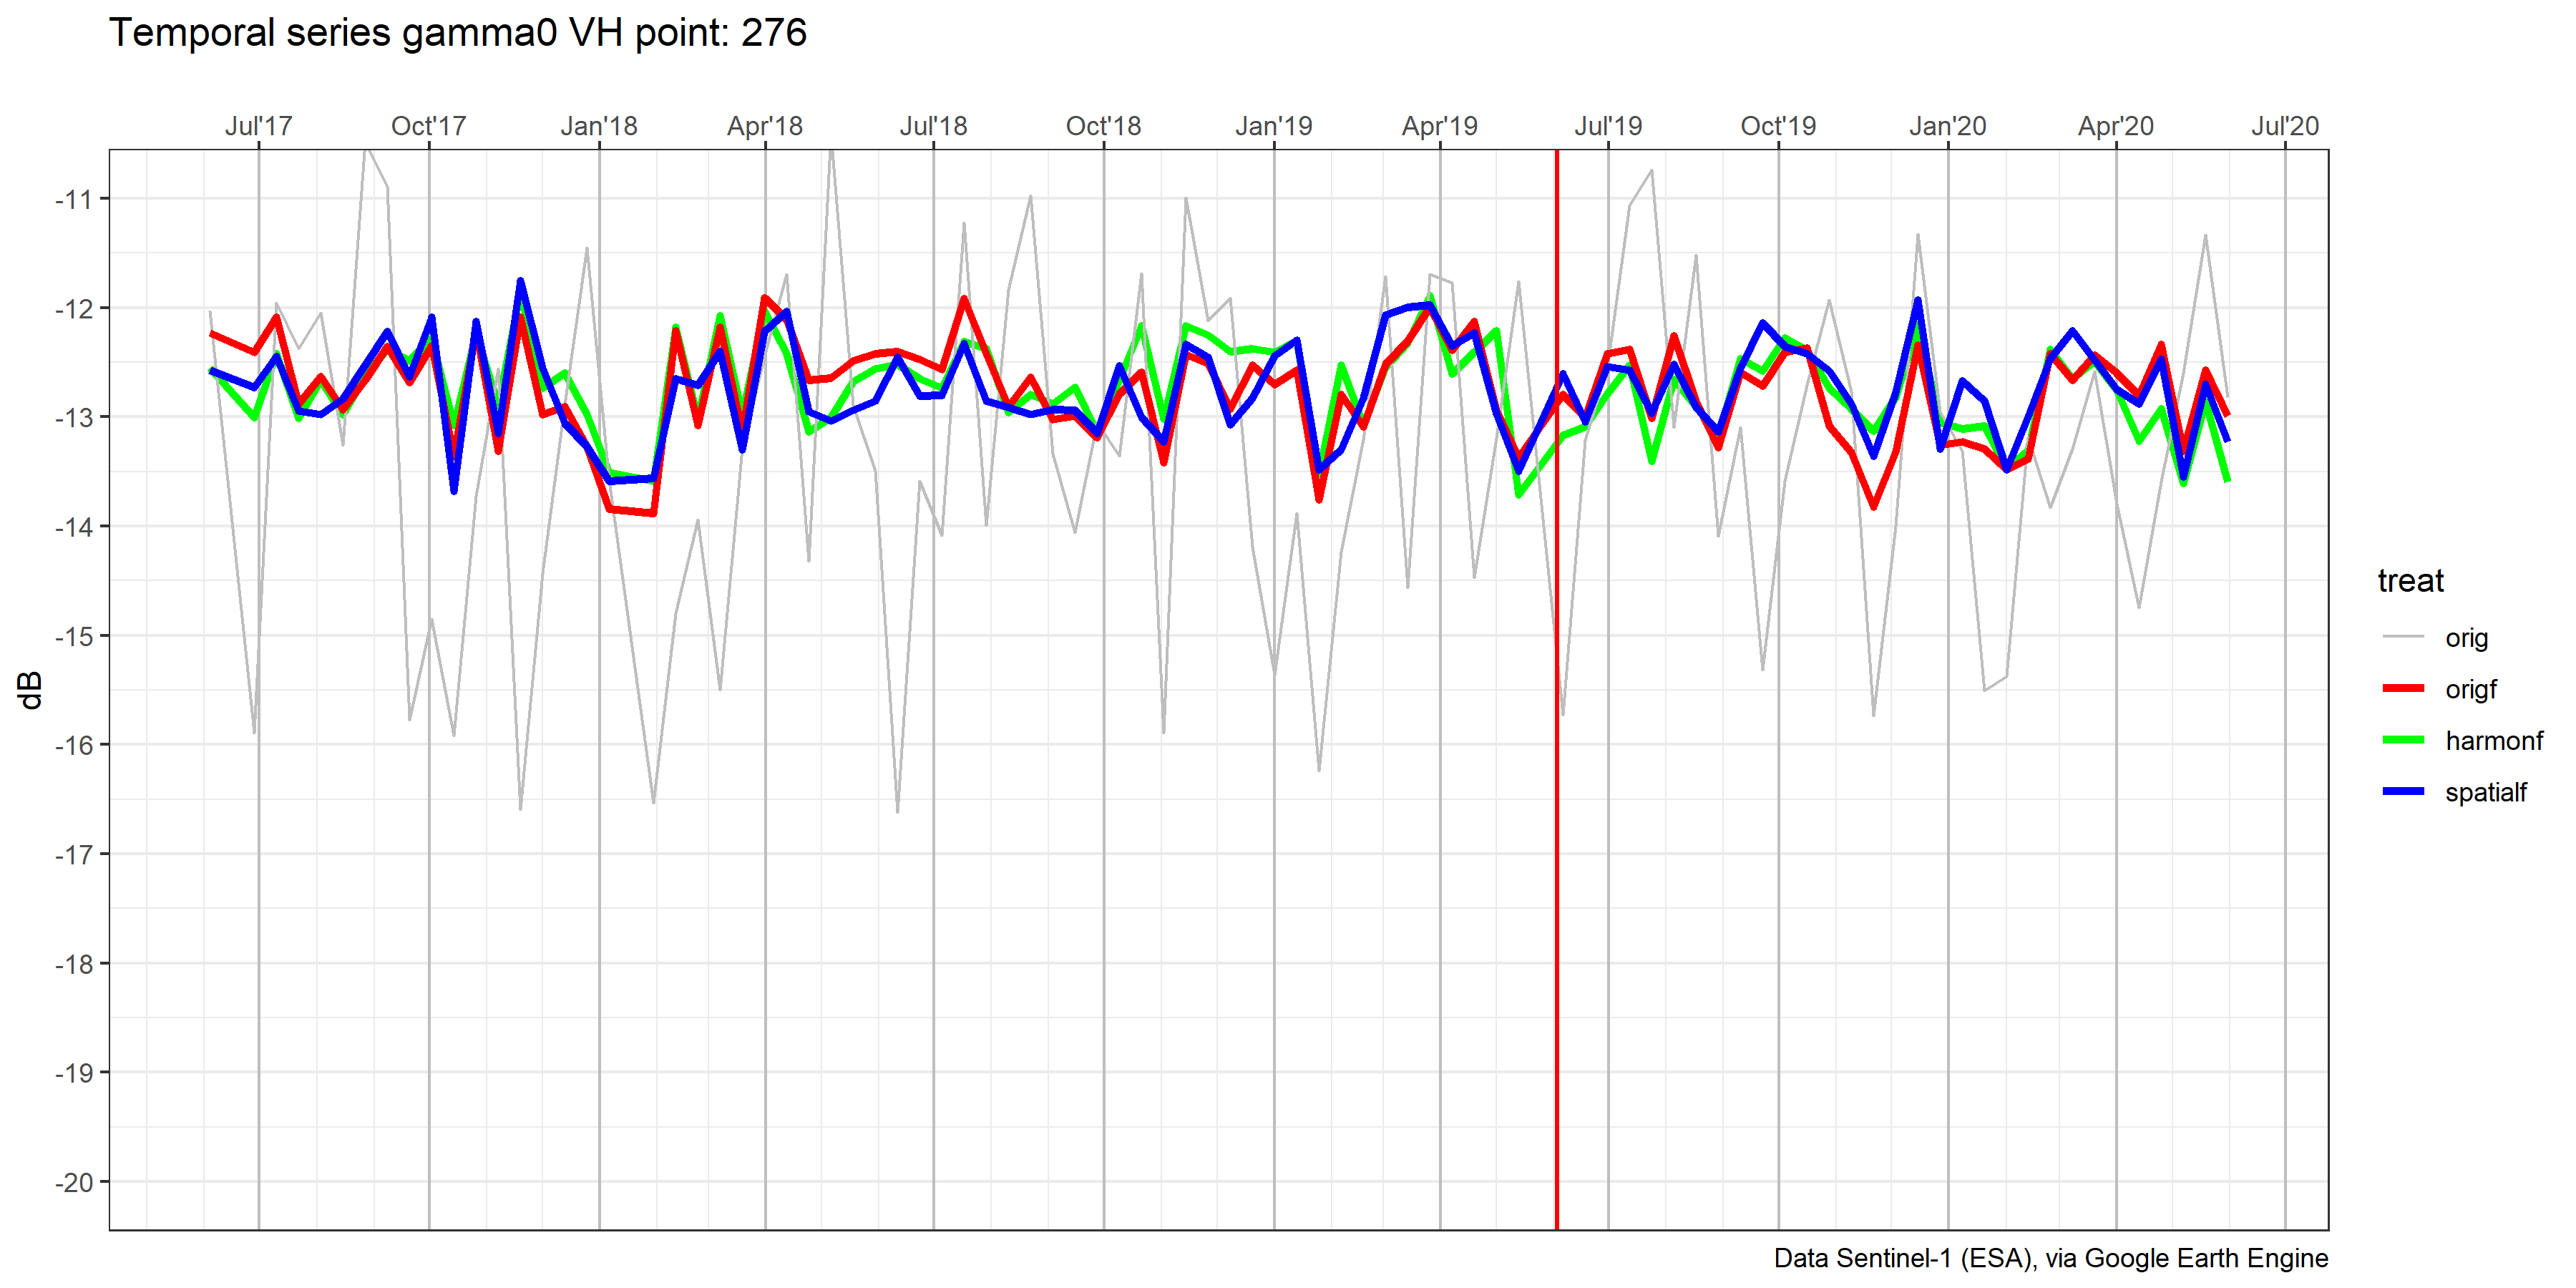 Temporal series gamma0 VH point: 276
Jul'17 Oct'17 Jan'18 Apr'18 Jul'18 Oct'18 Jan'19 Apr'19 Jul'19 Oct'19 Jan'20 Apr'20 Jul'20
-11
-12
-13
-14
-15
-16
-17
-18
-19
-20
dB
treat
orig
origf
harmonf
spatialf
Data Sentinel-1 (ESA), via Google Earth Engine